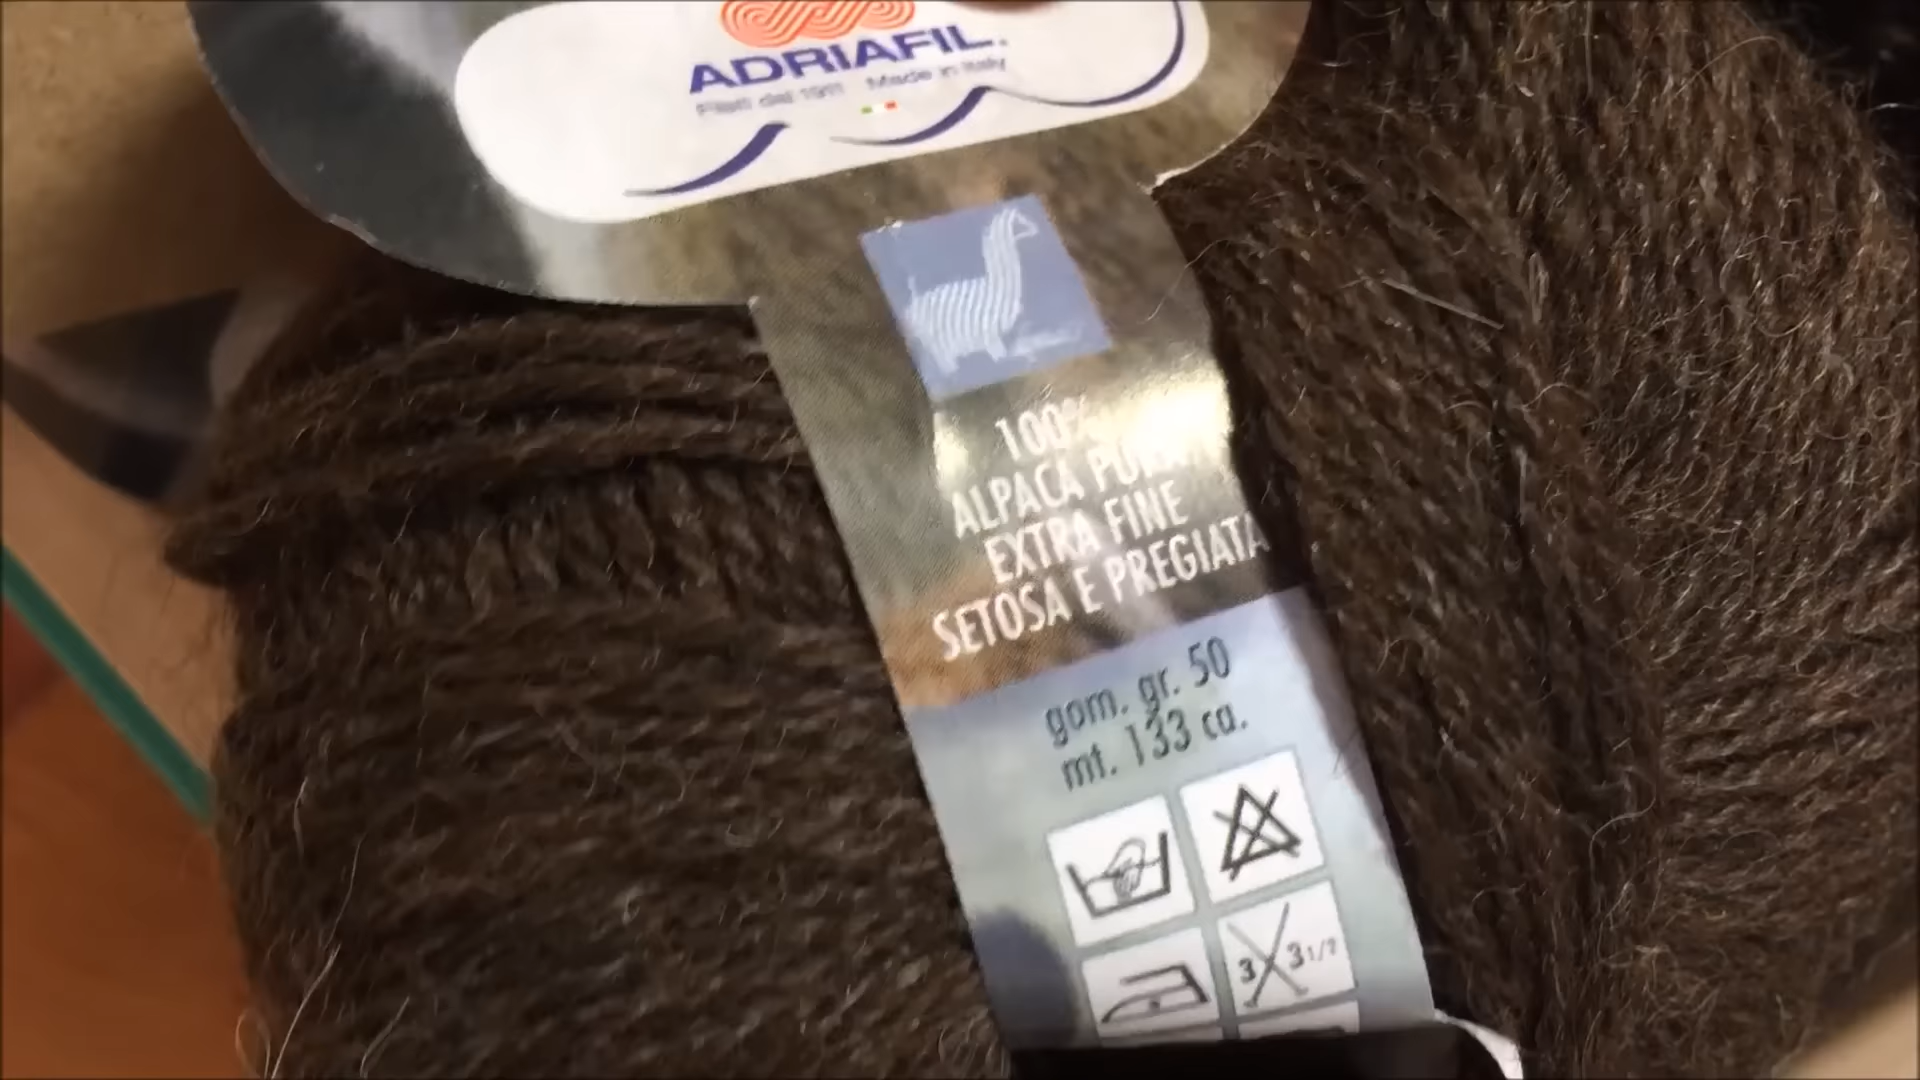 ADRIAFIL.
Filati dal 1911 Made in Italy
100%
ALPACA PURA
EXTRA FINE
SETOSA E PREGIATA
gom. gr. 50
mt. 133 ca.
3 3 1/2